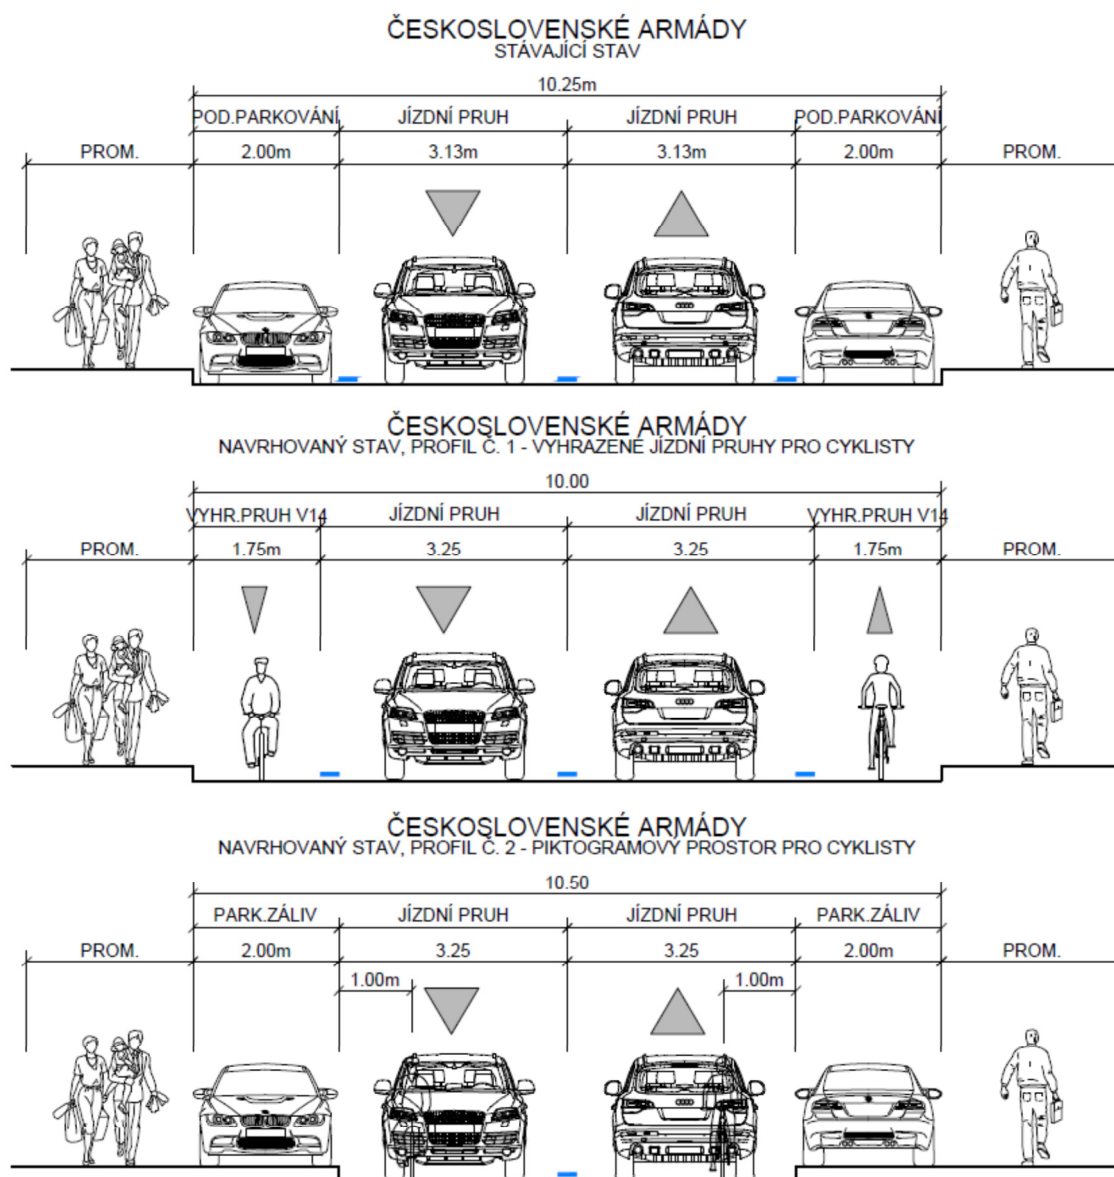 ČESKOSLOVENSKÉ ARMÁDY
STÁVAJÍCÍ STAV
10.25m
POD.PARKOVÁNÍ JÍZDNÍ PRUH JÍZDNÍ PRUH POD.PARKOVÁNÍ
PROM. 2.00m 3.13m 3.13m 2.00m PROM.
ČESKOSLOVENSKÉ ARMÁDY
NAVRHOVANÝ STAV, PROFIL Č. 1 - VYHRAZENÉ JÍZDNÍ PRUHY PRO CYKLISTY
10.00
VYHR.PRUH V14 JÍZDNÍ PRUH JÍZDNÍ PRUH VYHR.PRUH V14
PROM. 1.75m 3.25 3.25 1.75m PROM.
ČESKOSLOVENSKÉ ARMÁDY
NAVRHOVANÝ STAV, PROFIL Č. 2 - PIKTOGRAMOVÝ PROSTOR PRO CYKLISTY
10.50
PARK.ZÁLIV JÍZDNÍ PRUH JÍZDNÍ PRUH PARK.ZÁLIV
PROM. 2.00m 3.25 3.25 2.00m PROM.
1.00m 1.00m